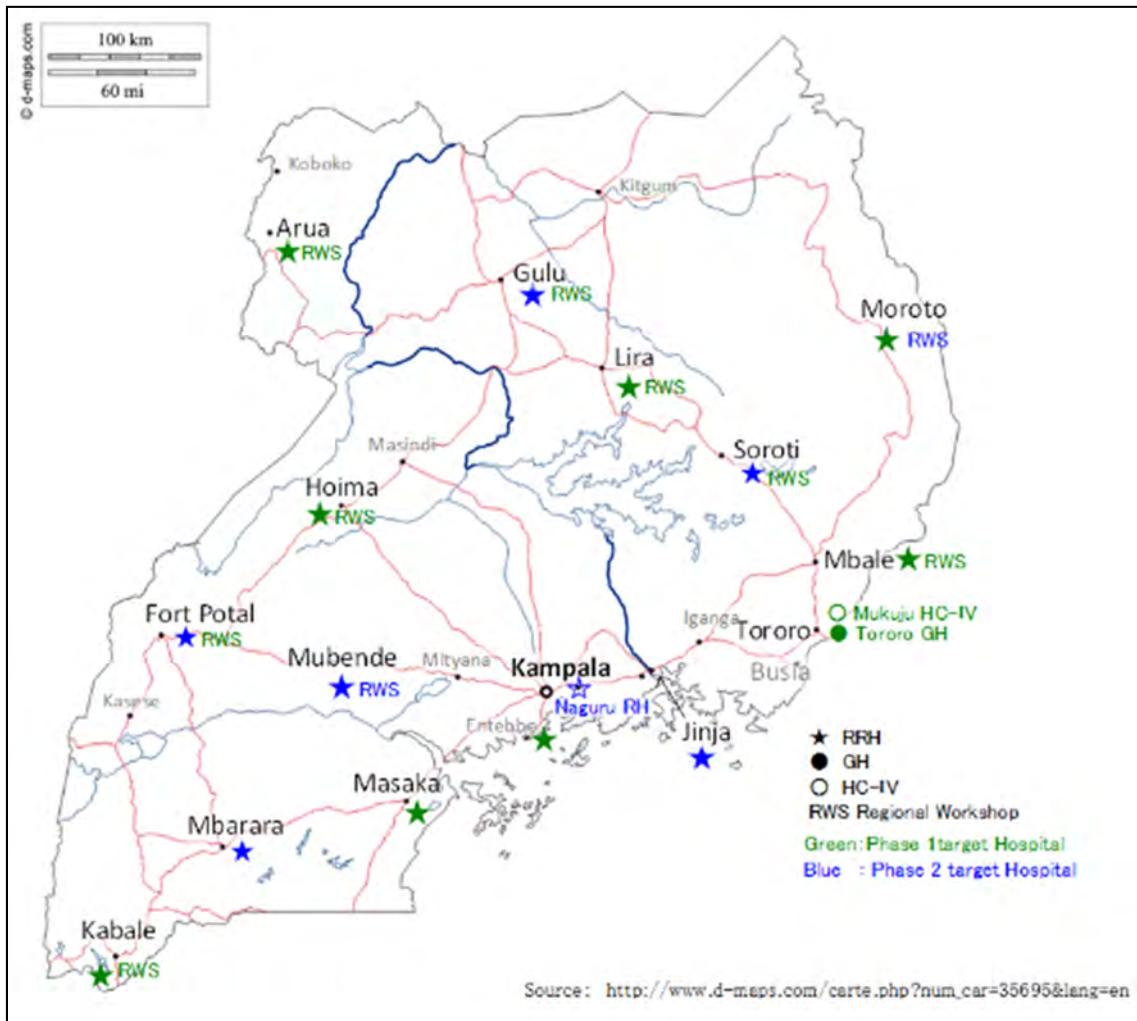 100 km
60 mi
© d-maps.com
Koboko
Kitgum
Arua
RWS
Gulu
RWS
Moroto
RWS
Lira
RWS
Masindi
Soroti
RWS
Hoima
RWS
Mbale
RWS
Fort Potal
RWS
Mukuju HC-IV
Iganga
Tororo
Tororo GH
Mubende
RWS
Mityana
Kampala
Busia
Naguru RH
Kasese
Entebbe
Jinja
Masaka
Mbarara
Kabale
RWS
RRH
GH
HC-IV
RWS Regional Workshop
Green: Phase 1target Hospital
Blue : Phase 2 target Hospital
Source: http://www.d-maps.com/carte.php?num_car=35695&lang=en